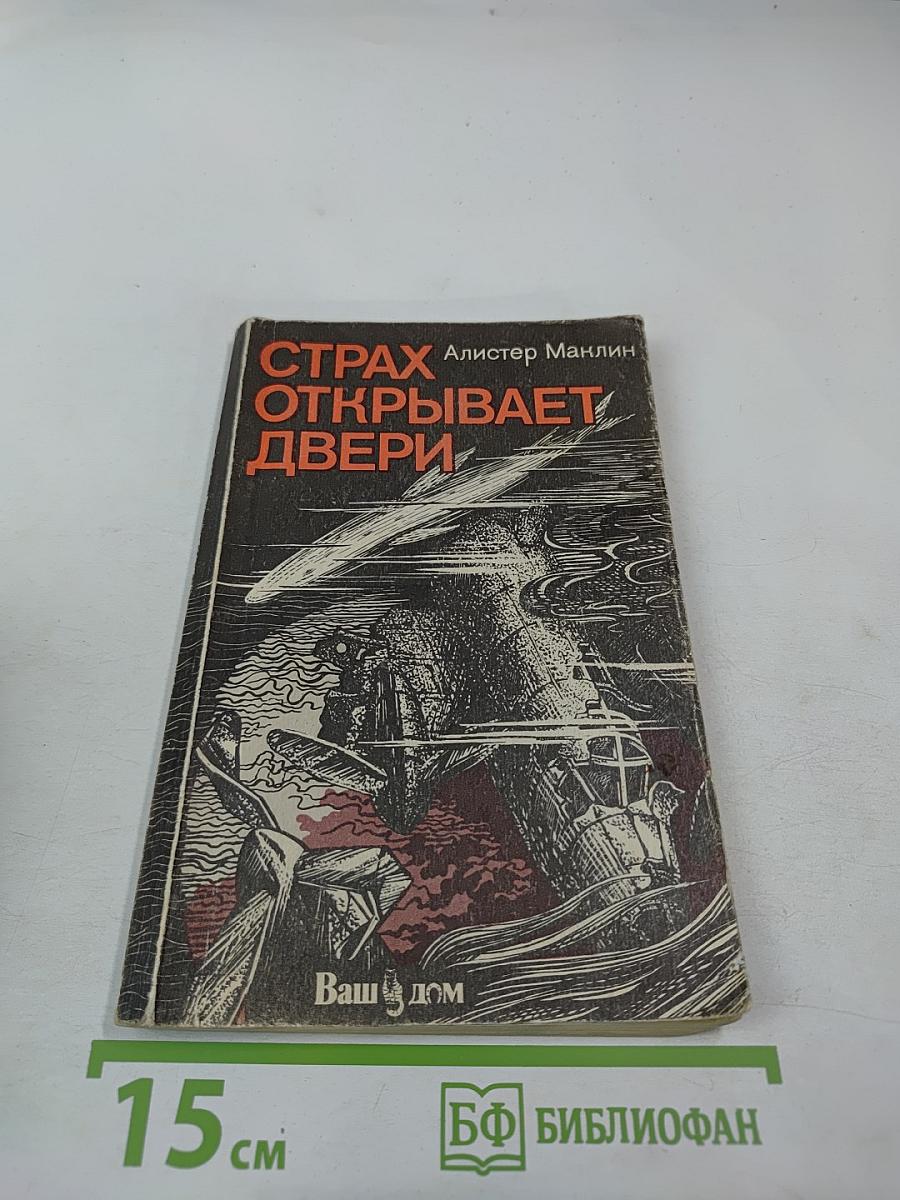 СТРАХ
Алистер Маклин
ОТКРЫВАЕТ
ДВЕРИ
Ваш дом
15 см
БФ БИБЛИОФАН